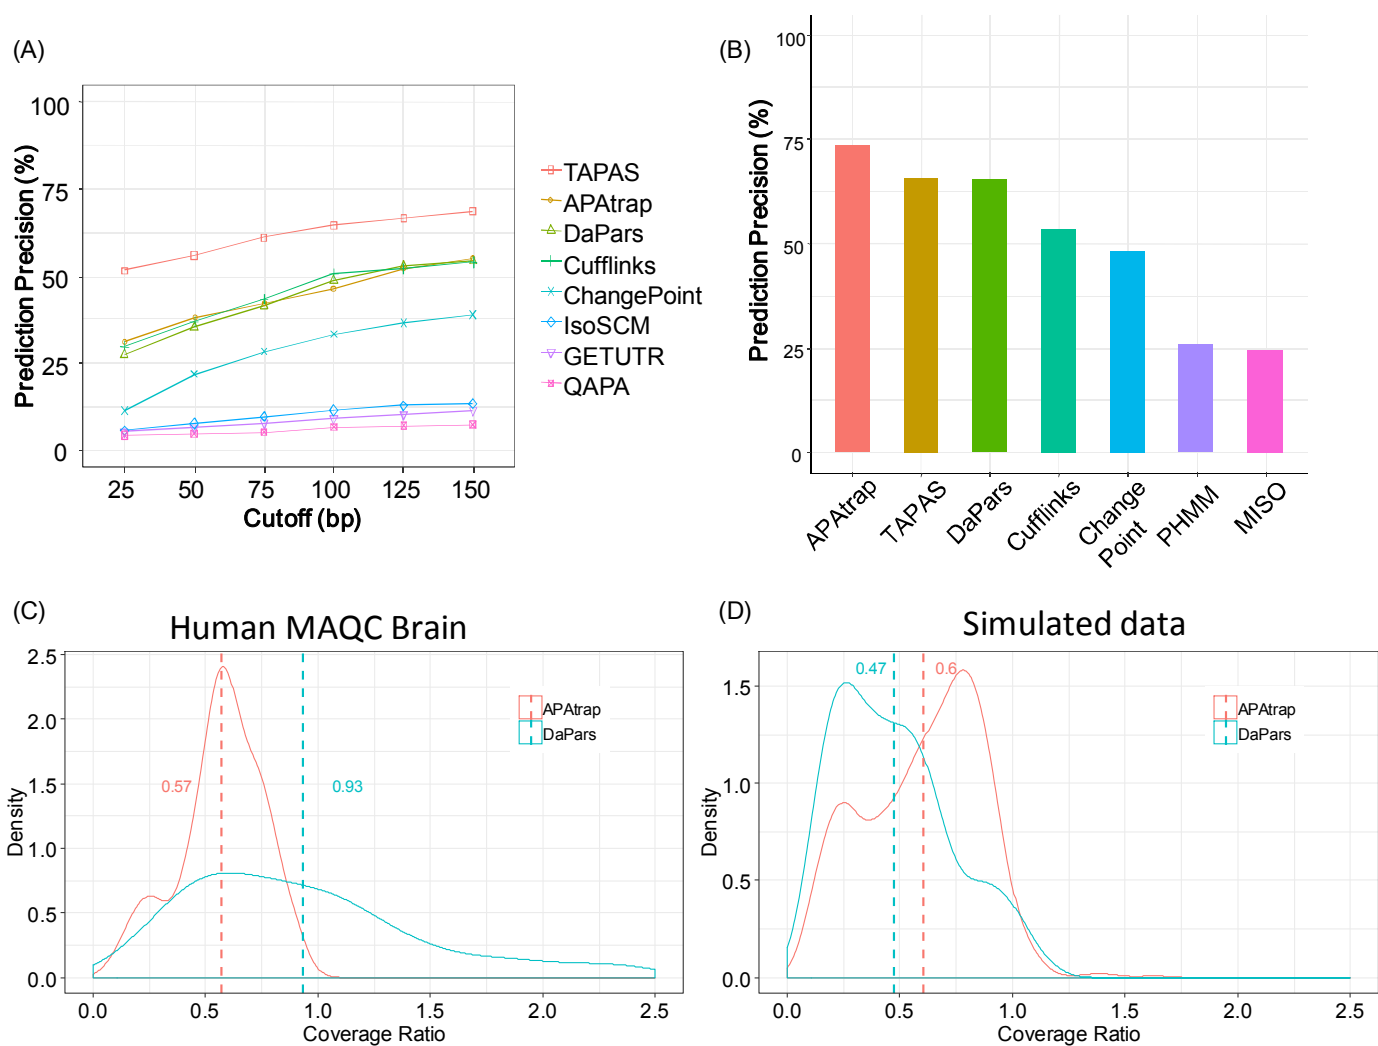 (A)
Prediction Precision (%)
100
75
50
25
0
25 50 75 100 125 150
Cutoff (bp)
TAPAS
APAtrap
DaPars
Cufflinks
ChangePoint
IsoSCM
GETUTR
QAPA
(B)
Prediction Precision (%)
100
75
50
25
0
APAtrap
TAPAS
DaPars
Cufflinks
Change
Point
PHMM
MISO
(C)
Human MAQC Brain
Density
2.5
2.0
1.5
1.0
0.5
0.0
0.57
0.93
APAtrap
DaPars
0.0 0.5 1.0 1.5 2.0 2.5
Coverage Ratio
(D)
Simulated data
Density
1.5
1.0
0.5
0.0
0.47
0.6
APAtrap
DaPars
0.0 0.5 1.0 1.5 2.0 2.5
Coverage Ratio